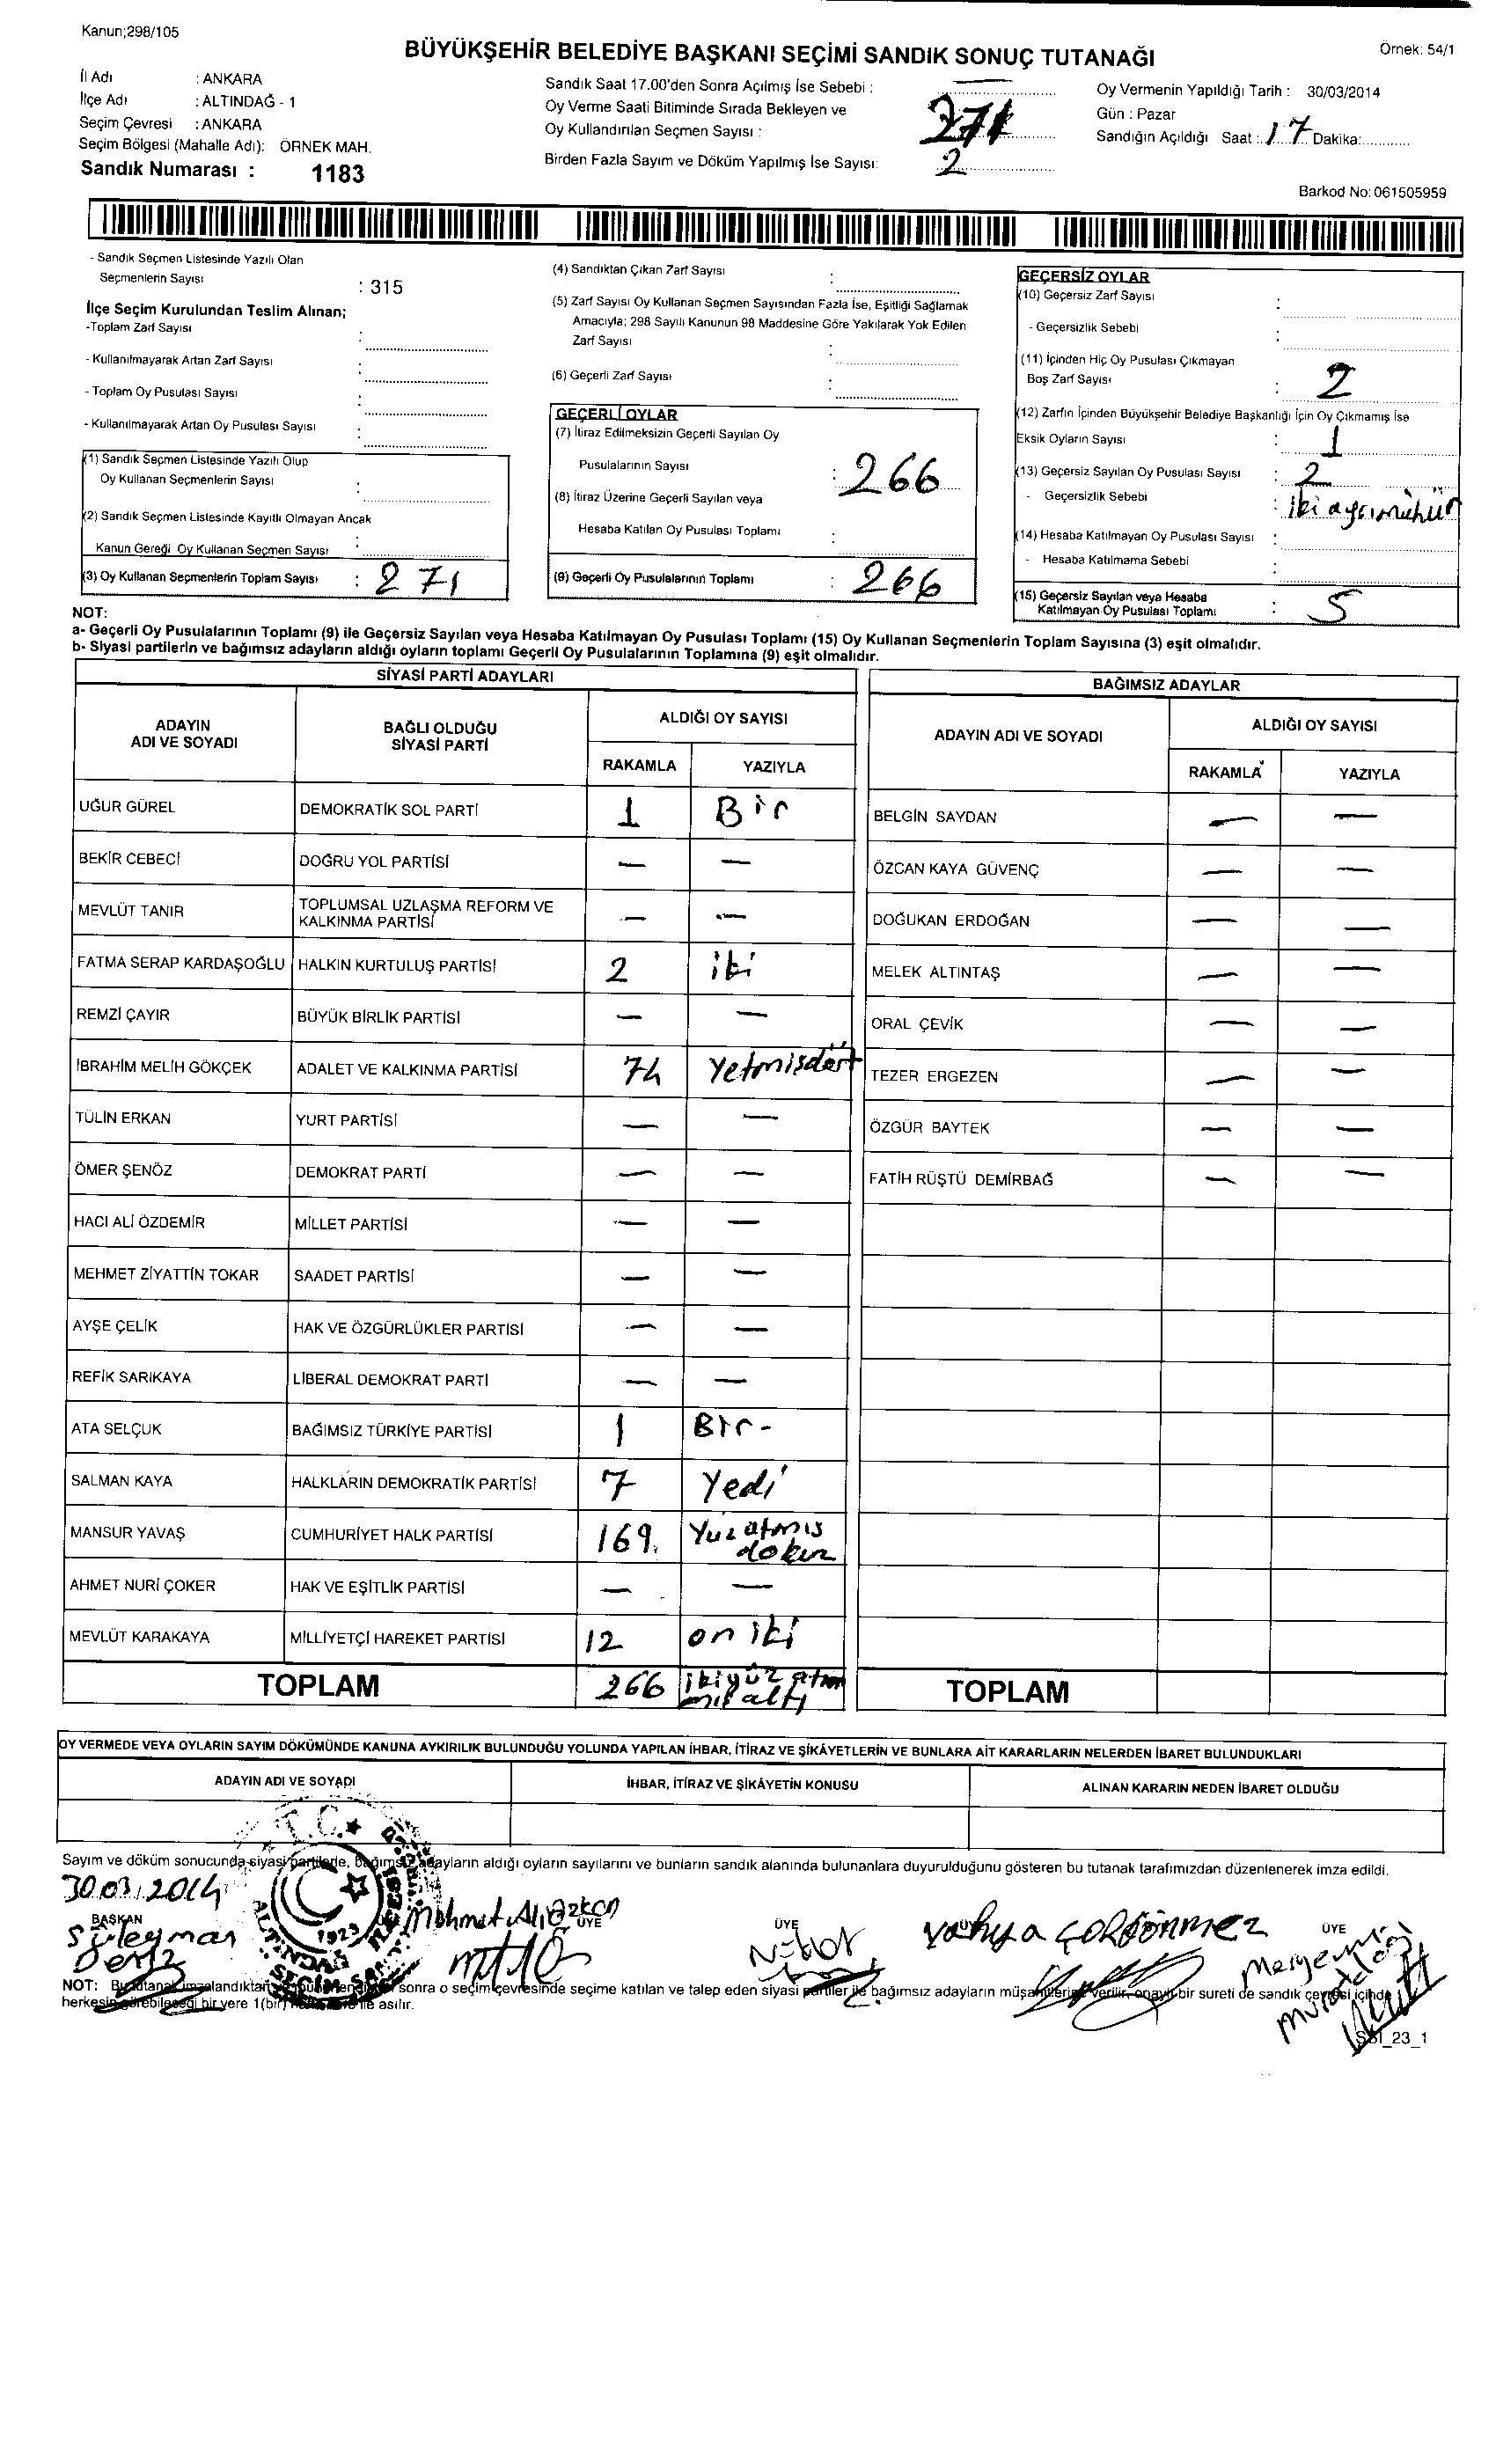 Kanun;298/105
BÜYÜKŞEHİR BELEDİYE BAŞKANI SEÇİMİ SANDIK SONUÇ TUTANAĞI
Örnek: 54/1
İl Adı : ANKARA
İlçe Adı : ALTINDAĞ - 1
Seçim Çevresi : ANKARA
Seçim Bölgesi (Mahalle Adı): ÖRNEK MAH.
Sandık Numarası : 1183
Sandık Saat 17.00'den Sonra Açılmış İse Sebebi : —
Oy Verme Saati Bitiminde Sırada Bekleyen ve
Oy Kullandırılan Seçmen Sayısı : 271
Birden Fazla Sayım ve Döküm Yapılmış İse Sayısı: 2
Oy Vermenin Yapıldığı Tarih : 30/03/2014
Gün : Pazar
Sandığın Açıldığı Saat : 17 Dakika:
Barkod No: 061505959
- Sandık Seçmen Listesinde Yazılı Olan
Seçmenlerin Sayısı : 315
İlçe Seçim Kurulundan Teslim Alınan;
-Toplam Zarf Sayısı :
- Kullanılmayarak Artan Zarf Sayısı :
- Toplam Oy Pusulası Sayısı :
- Kullanılmayarak Artan Oy Pusulası Sayısı :
(1) Sandık Seçmen Listesinde Yazılı Olup
Oy Kullanan Seçmenlerin Sayısı :
(2) Sandık Seçmen Listesinde Kayıtlı Olmayan Ancak
Kanun Gereği Oy Kullanan Seçmen Sayısı :
(3) Oy Kullanan Seçmenlerin Toplam Sayısı : 271
(4) Sandıktan Çıkan Zarf Sayısı :
(5) Zarf Sayısı Oy Kullanan Seçmen Sayısından Fazla İse, Eşitliği Sağlamak
Amacıyla; 298 Sayılı Kanunun 98 Maddesine Göre Yakılarak Yok Edilen
Zarf Sayısı :
(6) Geçerli Zarf Sayısı :
GEÇERLİ OYLAR
(7) İtiraz Edilmeksizin Geçerli Sayılan Oy
Pusulalarının Sayısı : 266
(8) İtiraz Üzerine Geçerli Sayılan veya
Hesaba Katılan Oy Pusulası Toplamı :
(9) Geçerli Oy Pusulalarının Toplamı : 266
GEÇERSİZ OYLAR
(10) Geçersiz Zarf Sayısı :
- Geçersizlik Sebebi :
(11) İçinden Hiç Oy Pusulası Çıkmayan
Boş Zarf Sayısı : 2
(12) Zarfın İçinden Büyükşehir Belediye Başkanlığı İçin Oy Çıkmamış İse
Eksik Oyların Sayısı : 1
(13) Geçersiz Sayılan Oy Pusulası Sayısı : 2
- Geçersizlik Sebebi : iki ayrı mühür
(14) Hesaba Katılmayan Oy Pusulası Sayısı :
- Hesaba Katılmama Sebebi :
(15) Geçersiz Sayılan veya Hesaba
Katılmayan Oy Pusulası Toplamı : 5
NOT:
a- Geçerli Oy Pusulalarının Toplamı (9) ile Geçersiz Sayılan veya Hesaba Katılmayan Oy Pusulası Toplamı (15) Oy Kullanan Seçmenlerin Toplam Sayısına (3) eşit olmalıdır.
b- Siyasi partilerin ve bağımsız adayların aldığı oyların toplamı Geçerli Oy Pusulalarının Toplamına (9) eşit olmalıdır.
SİYASİ PARTİ ADAYLARI
ADAYIN ADI VE SOYADI BAĞLI OLDUĞU SİYASİ PARTİ ALDIĞI OY SAYISI
RAKAMLA YAZIYLA
UĞUR GÜREL DEMOKRATİK SOL PARTİ 1 Bir
BEKİR CEBECİ DOĞRU YOL PARTİSİ — —
MEVLÜT TANIR TOPLUMSAL UZLAŞMA REFORM VE KALKINMA PARTİSİ — —
FATMA SERAP KARDAŞOĞLU HALKIN KURTULUŞ PARTİSİ 2 iki
REMZİ ÇAYIR BÜYÜK BİRLİK PARTİSİ — —
İBRAHİM MELİH GÖKÇEK ADALET VE KALKINMA PARTİSİ 74 Yetmisdört
TÜLİN ERKAN YURT PARTİSİ — —
ÖMER ŞENÖZ DEMOKRAT PARTİ — —
HACI ALİ ÖZDEMİR MİLLET PARTİSİ — —
MEHMET ZİYATTİN TOKAR SAADET PARTİSİ — —
AYŞE ÇELİK HAK VE ÖZGÜRLÜKLER PARTİSİ — —
REFİK SARIKAYA LİBERAL DEMOKRAT PARTİ — —
ATA SELÇUK BAĞIMSIZ TÜRKİYE PARTİSİ 1 Bir-
SALMAN KAYA HALKLARIN DEMOKRATİK PARTİSİ 7 Yedi
MANSUR YAVAŞ CUMHURİYET HALK PARTİSİ 169. Yüzatmıs dokuz
AHMET NURİ ÇOKER HAK VE EŞİTLİK PARTİSİ — —
MEVLÜT KARAKAYA MİLLİYETÇİ HAREKET PARTİSİ 12 on iki
TOPLAM 266 ikiyüz atmıs altı
BAĞIMSIZ ADAYLAR
ADAYIN ADI VE SOYADI ALDIĞI OY SAYISI
RAKAMLA YAZIYLA
BELGİN SAYDAN — —
ÖZCAN KAYA GÜVENÇ — —
DOĞUKAN ERDOĞAN — —
MELEK ALTINTAŞ — —
ORAL ÇEVİK — —
TEZER ERGEZEN — —
ÖZGÜR BAYTEK — —
FATİH RÜŞTÜ DEMİRBAĞ — —
TOPLAM
OY VERMEDE VEYA OYLARIN SAYIM DÖKÜMÜNDE KANUNA AYKIRILIK BULUNDUĞU YOLUNDA YAPILAN İHBAR, İTİRAZ VE ŞİKÂYETLERİN VE BUNLARA AİT KARARLARIN NELERDEN İBARET BULUNDUKLARI
ADAYIN ADI VE SOYADI İHBAR, İTİRAZ VE ŞİKÂYETİN KONUSU ALINAN KARARIN NEDEN İBARET OLDUĞU
T.C.
1923
Sayım ve döküm sonucunda siyasi partilerle, bağımsız adayların aldığı oyların sayılarını ve bunların sandık alanında bulunanlara duyurulduğunu gösteren bu tutanak tarafımızdan düzenlenerek imza edildi.
30.03.2014
BAŞKAN ÜYE ÜYE ÜYE
Süleyman Deniz
Mehmet Ali Özkan
Yahya Çoldönmez
Meryem
NOT: sonra o seçim çevresinde seçime katılan ve talep eden siyasi partiler ile bağımsız adayların bir sureti de sandık çevresi içinde
herkesin görebileceği bir yere 1(bir) ile asılır.
23_1